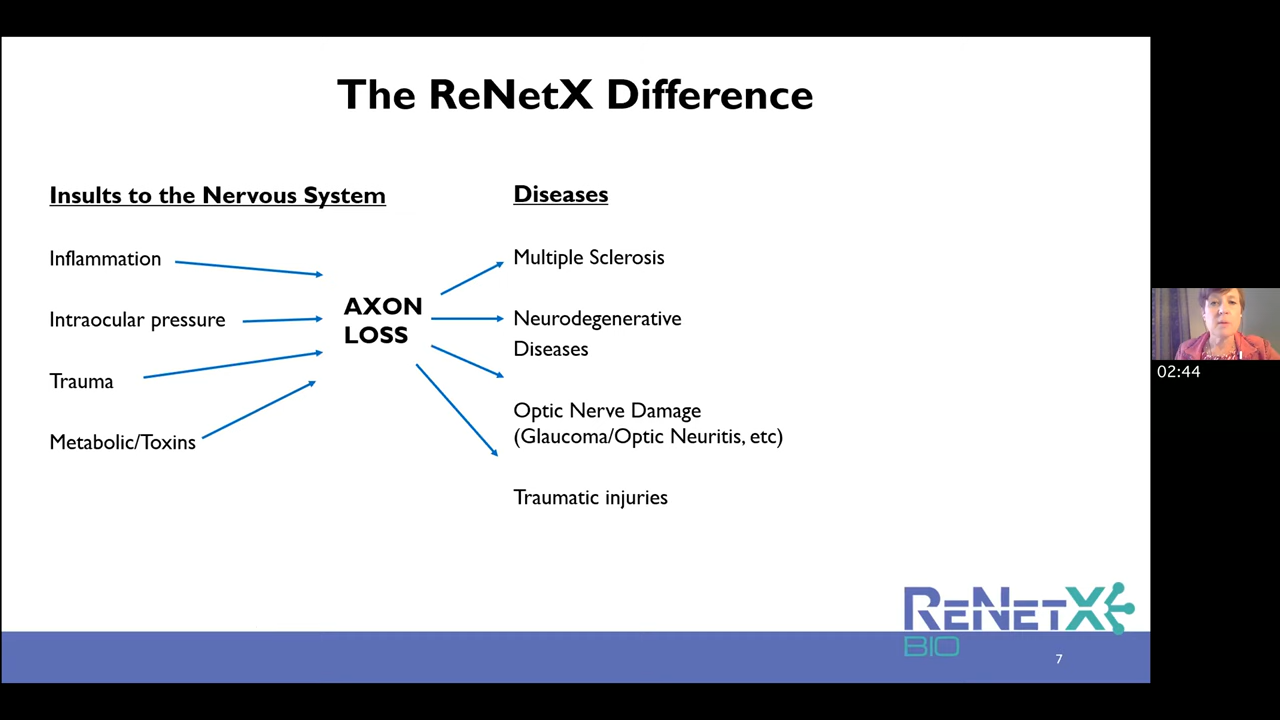 The ReNetX Difference
Insults to the Nervous System
Diseases
Inflammation
Intraocular pressure
Trauma
Metabolic/Toxins
AXON
LOSS
Multiple Sclerosis
Neurodegenerative
Diseases
Optic Nerve Damage
(Glaucoma/Optic Neuritis, etc)
Traumatic injuries
02:44
ReNetX
BIO
7